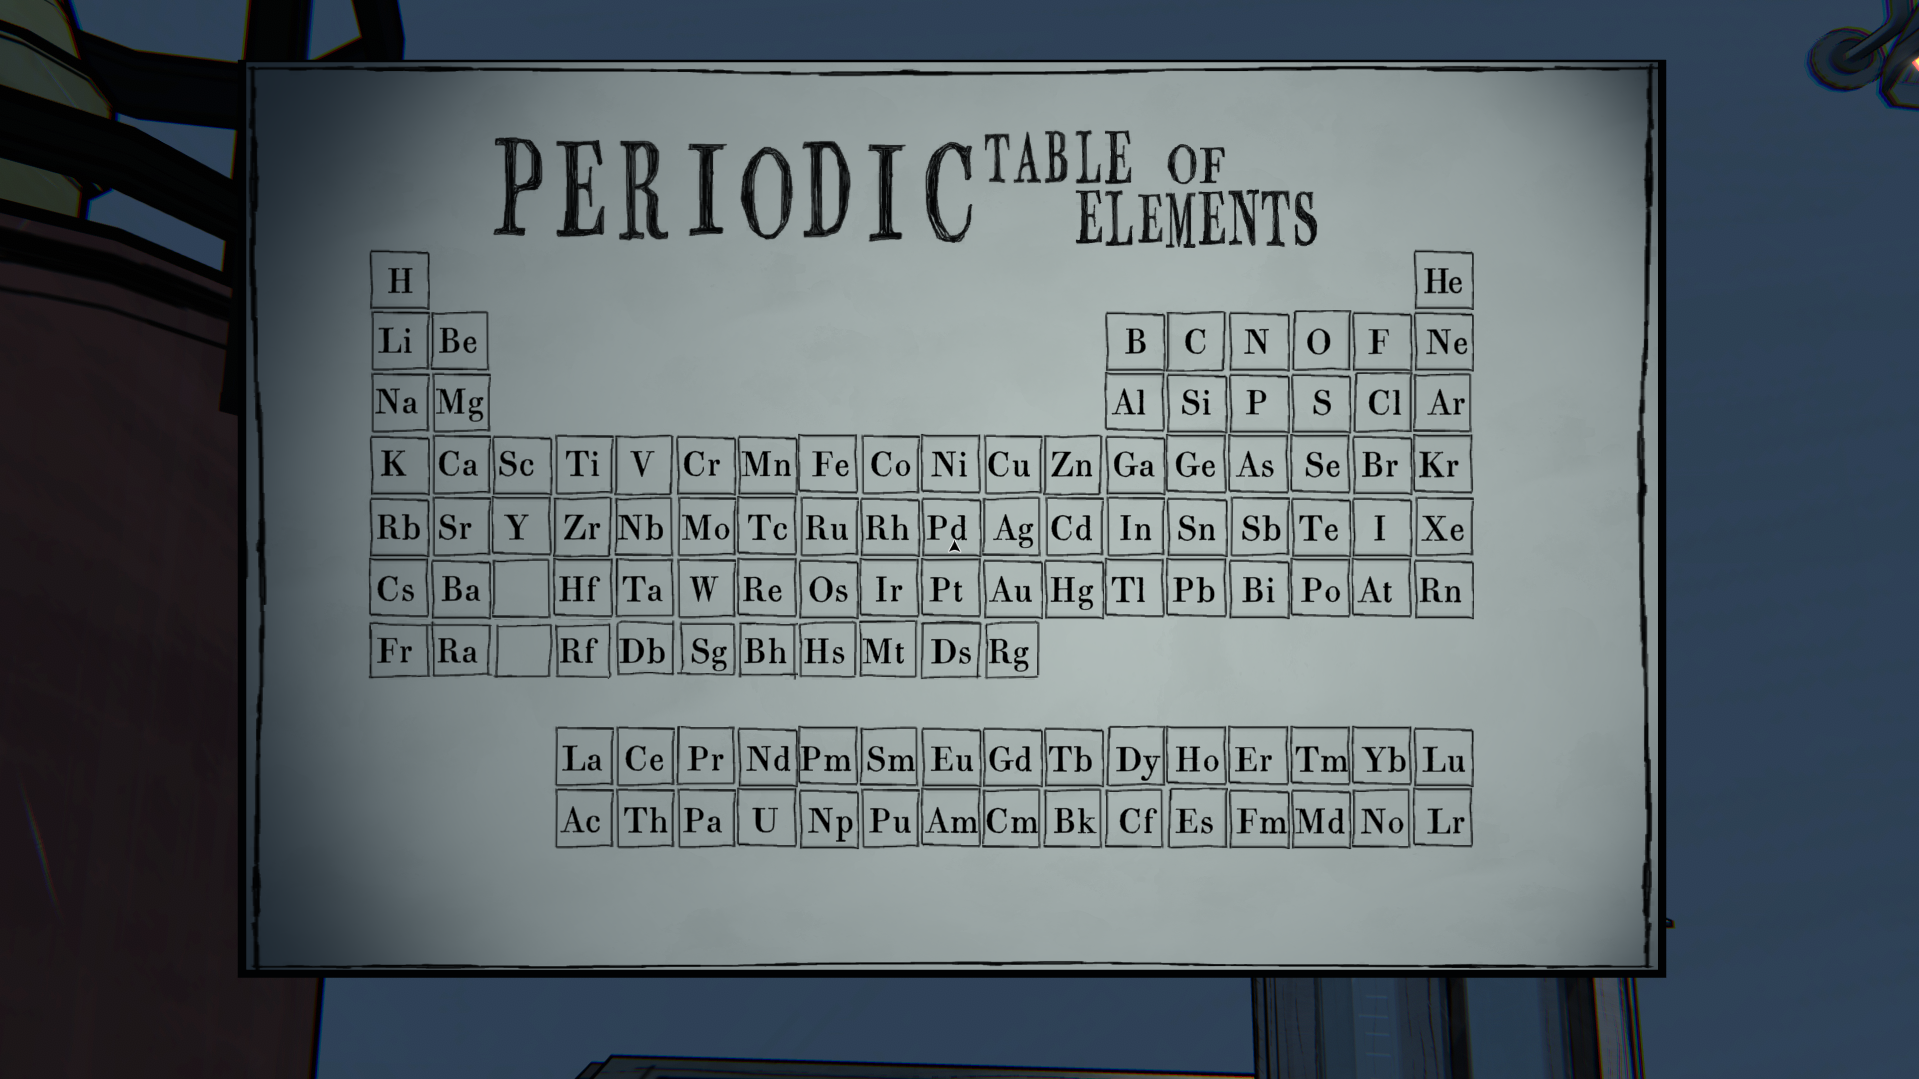 PERIODIC TABLE OF
ELEMENTS
H He
Li Be B C N O F Ne
Na Mg Al Si P S Cl Ar
K Ca Sc Ti V Cr Mn Fe Co Ni Cu Zn Ga Ge As Se Br Kr
Rb Sr Y Zr Nb Mo Tc Ru Rh Pd Ag Cd In Sn Sb Te I Xe
Cs Ba Hf Ta W Re Os Ir Pt Au Hg Tl Pb Bi Po At Rn
Fr Ra Rf Db Sg Bh Hs Mt Ds Rg
La Ce Pr Nd Pm Sm Eu Gd Tb Dy Ho Er Tm Yb Lu
Ac Th Pa U Np Pu Am Cm Bk Cf Es Fm Md No Lr